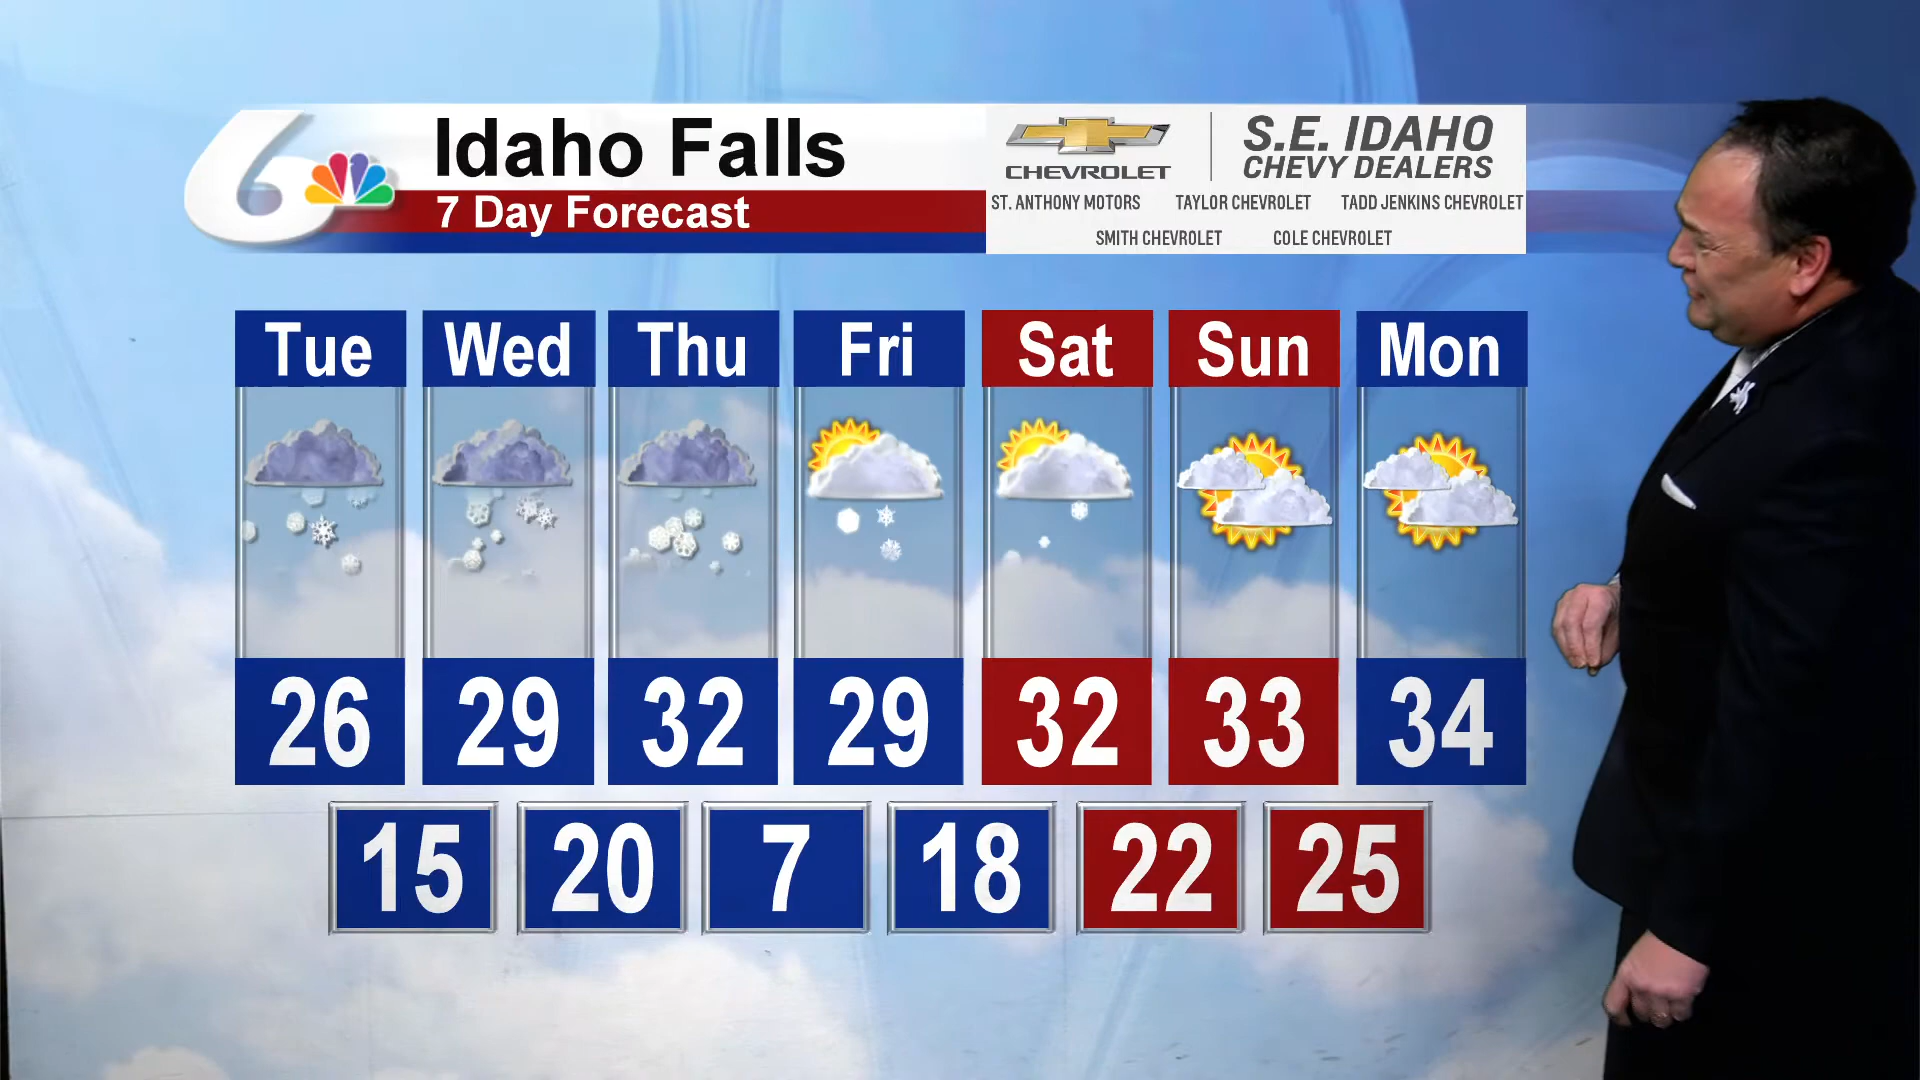 6
Idaho Falls
7 Day Forecast
CHEVROLET
S.E. IDAHO
CHEVY DEALERS
ST. ANTHONY MOTORS TAYLOR CHEVROLET TADD JENKINS CHEVROLET
SMITH CHEVROLET COLE CHEVROLET
Tue Wed Thu Fri Sat Sun Mon
26 29 32 29 32 33 34
15 20 7 18 22 25